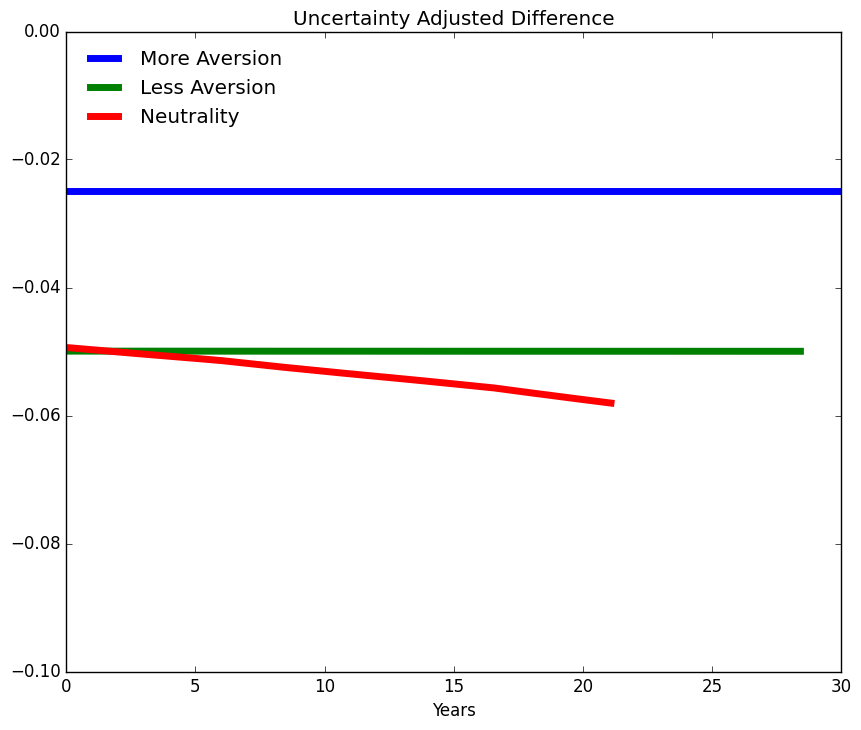 Uncertainty Adjusted Difference
0.00
More Aversion
Less Aversion
Neutrality
−0.02
−0.04
−0.06
−0.08
−0.10
0 5 10 15 20 25 30
Years